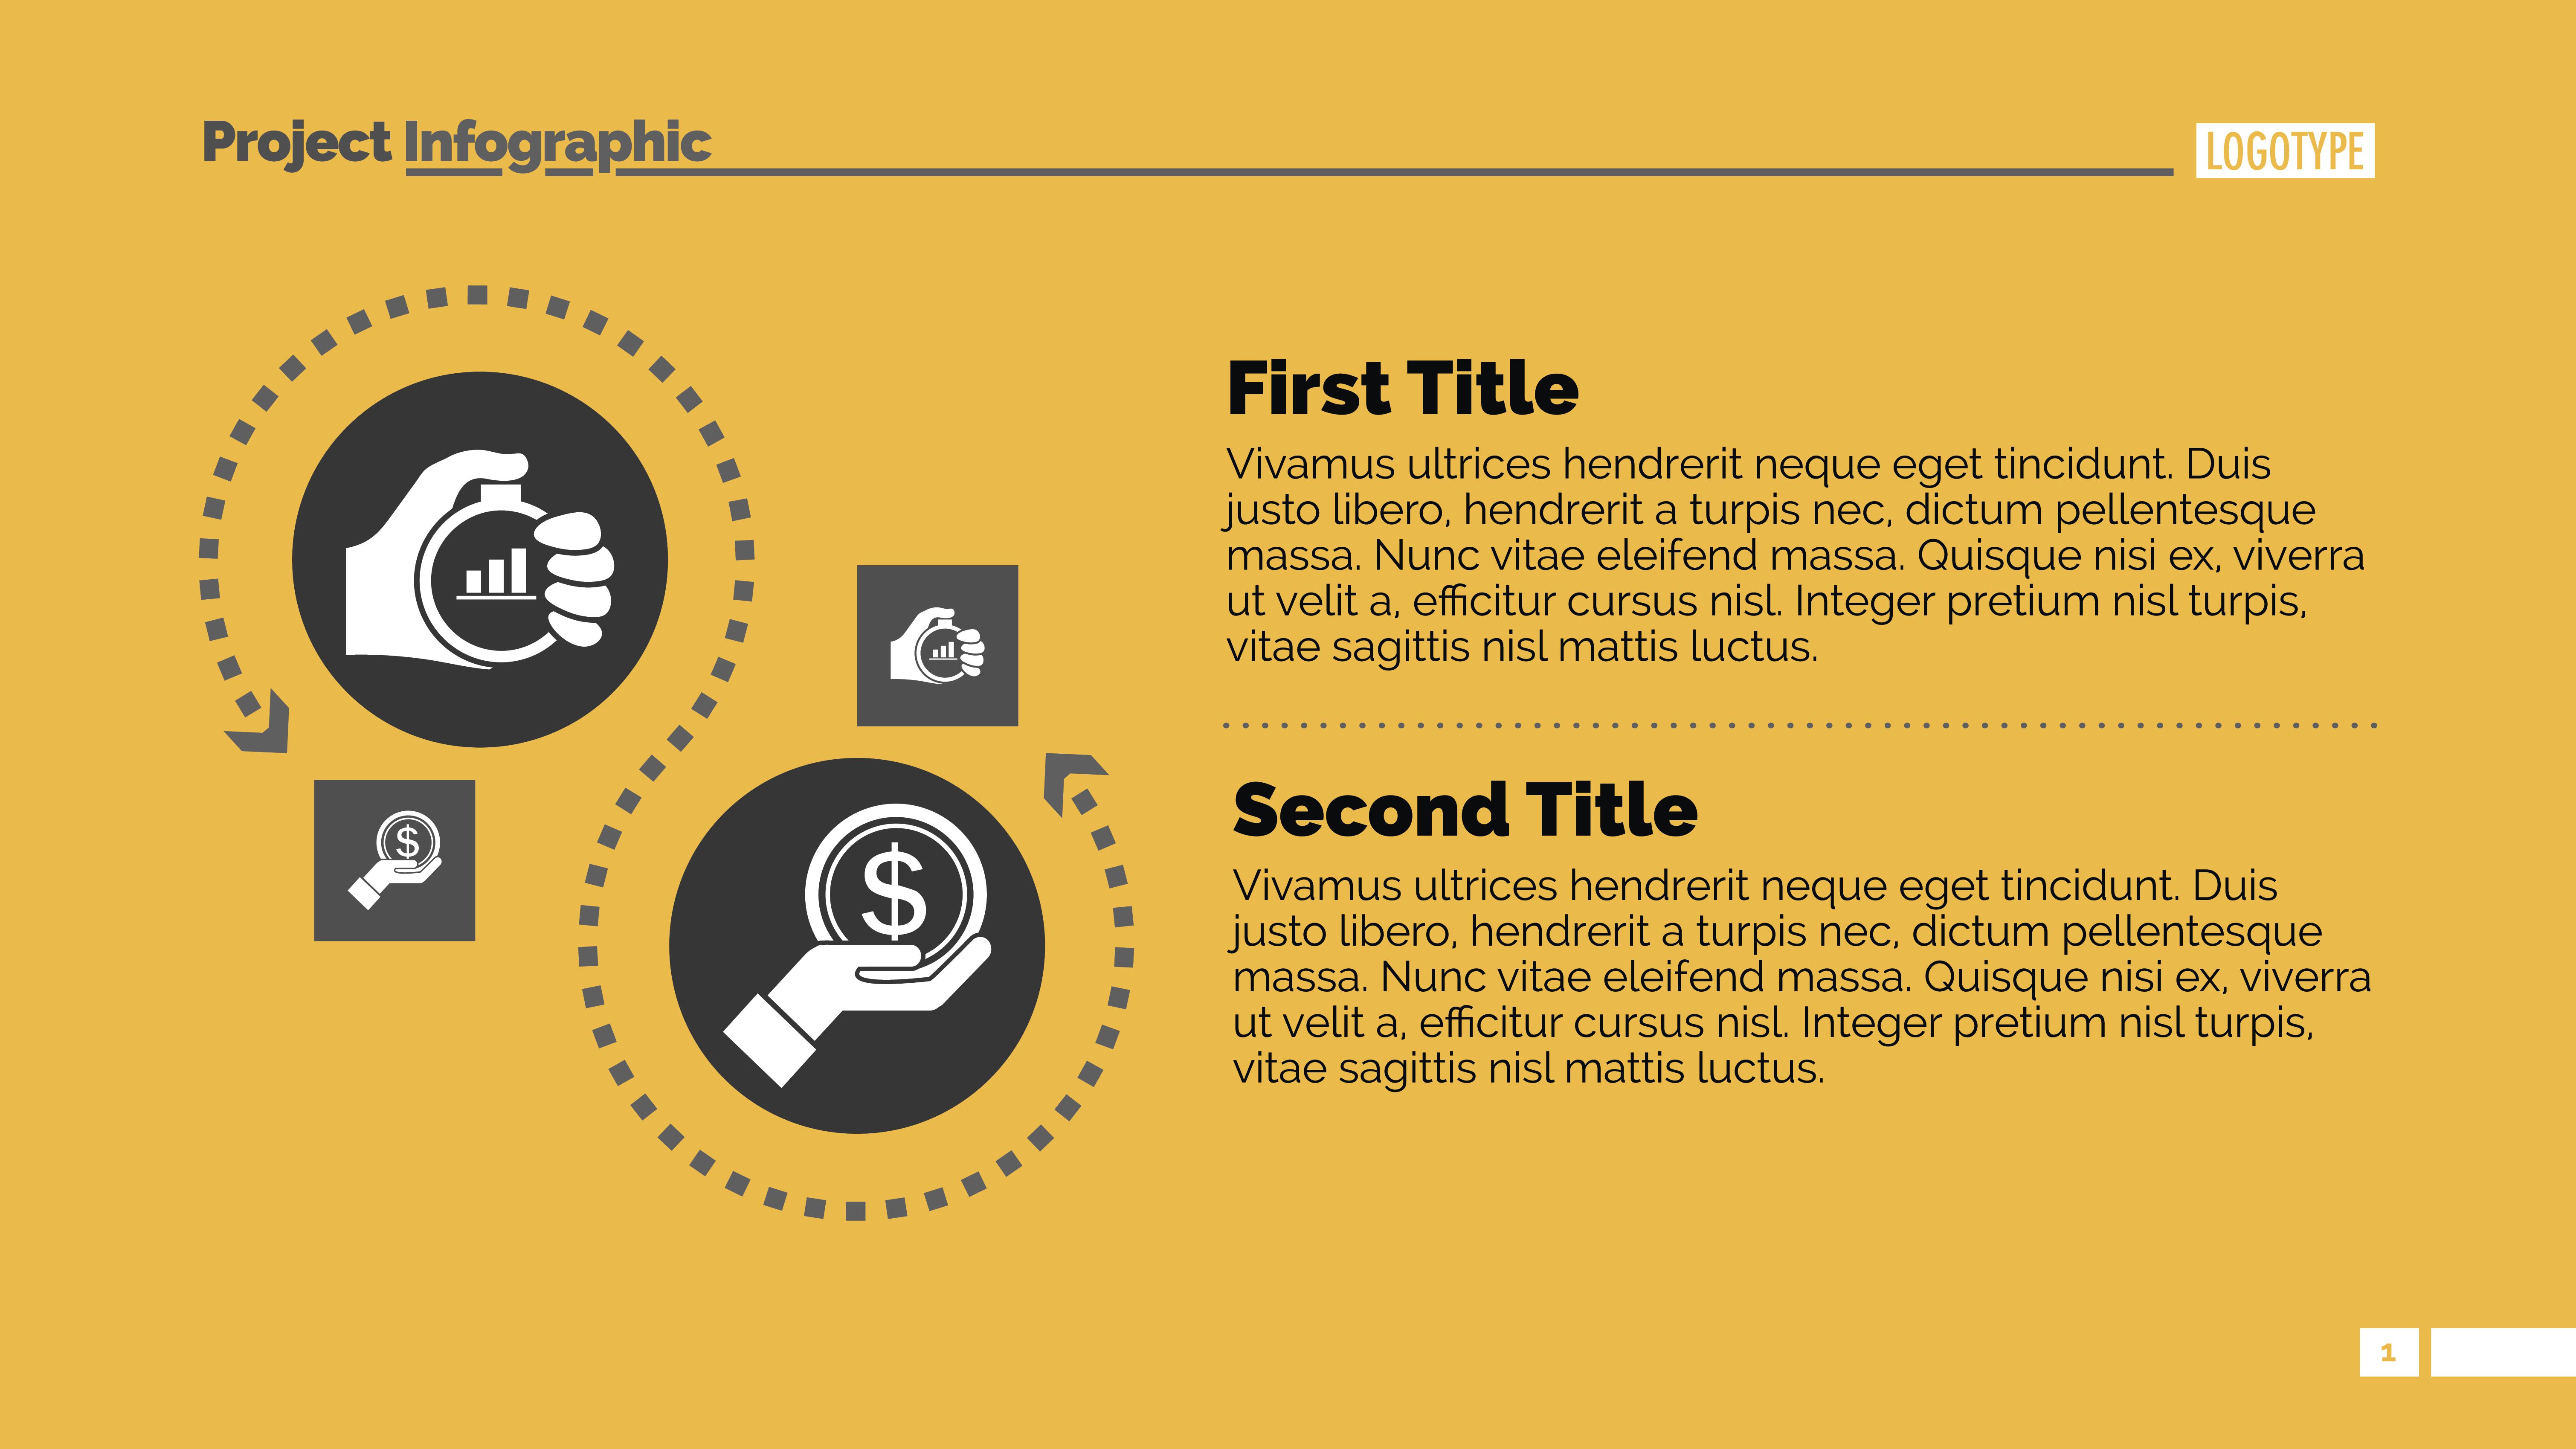 Project Infographic
LOGOTYPE
First Title
Vivamus ultrices hendrerit neque eget tincidunt. Duis
justo libero, hendrerit a turpis nec, dictum pellentesque
massa. Nunc vitae eleifend massa. Quisque nisi ex, viverra
ut velit a, efficitur cursus nisl. Integer pretium nisl turpis,
vitae sagittis nisl mattis luctus.
Second Title
Vivamus ultrices hendrerit neque eget tincidunt. Duis
justo libero, hendrerit a turpis nec, dictum pellentesque
massa. Nunc vitae eleifend massa. Quisque nisi ex, viverra
ut velit a, efficitur cursus nisl. Integer pretium nisl turpis,
vitae sagittis nisl mattis luctus.
$
$
1